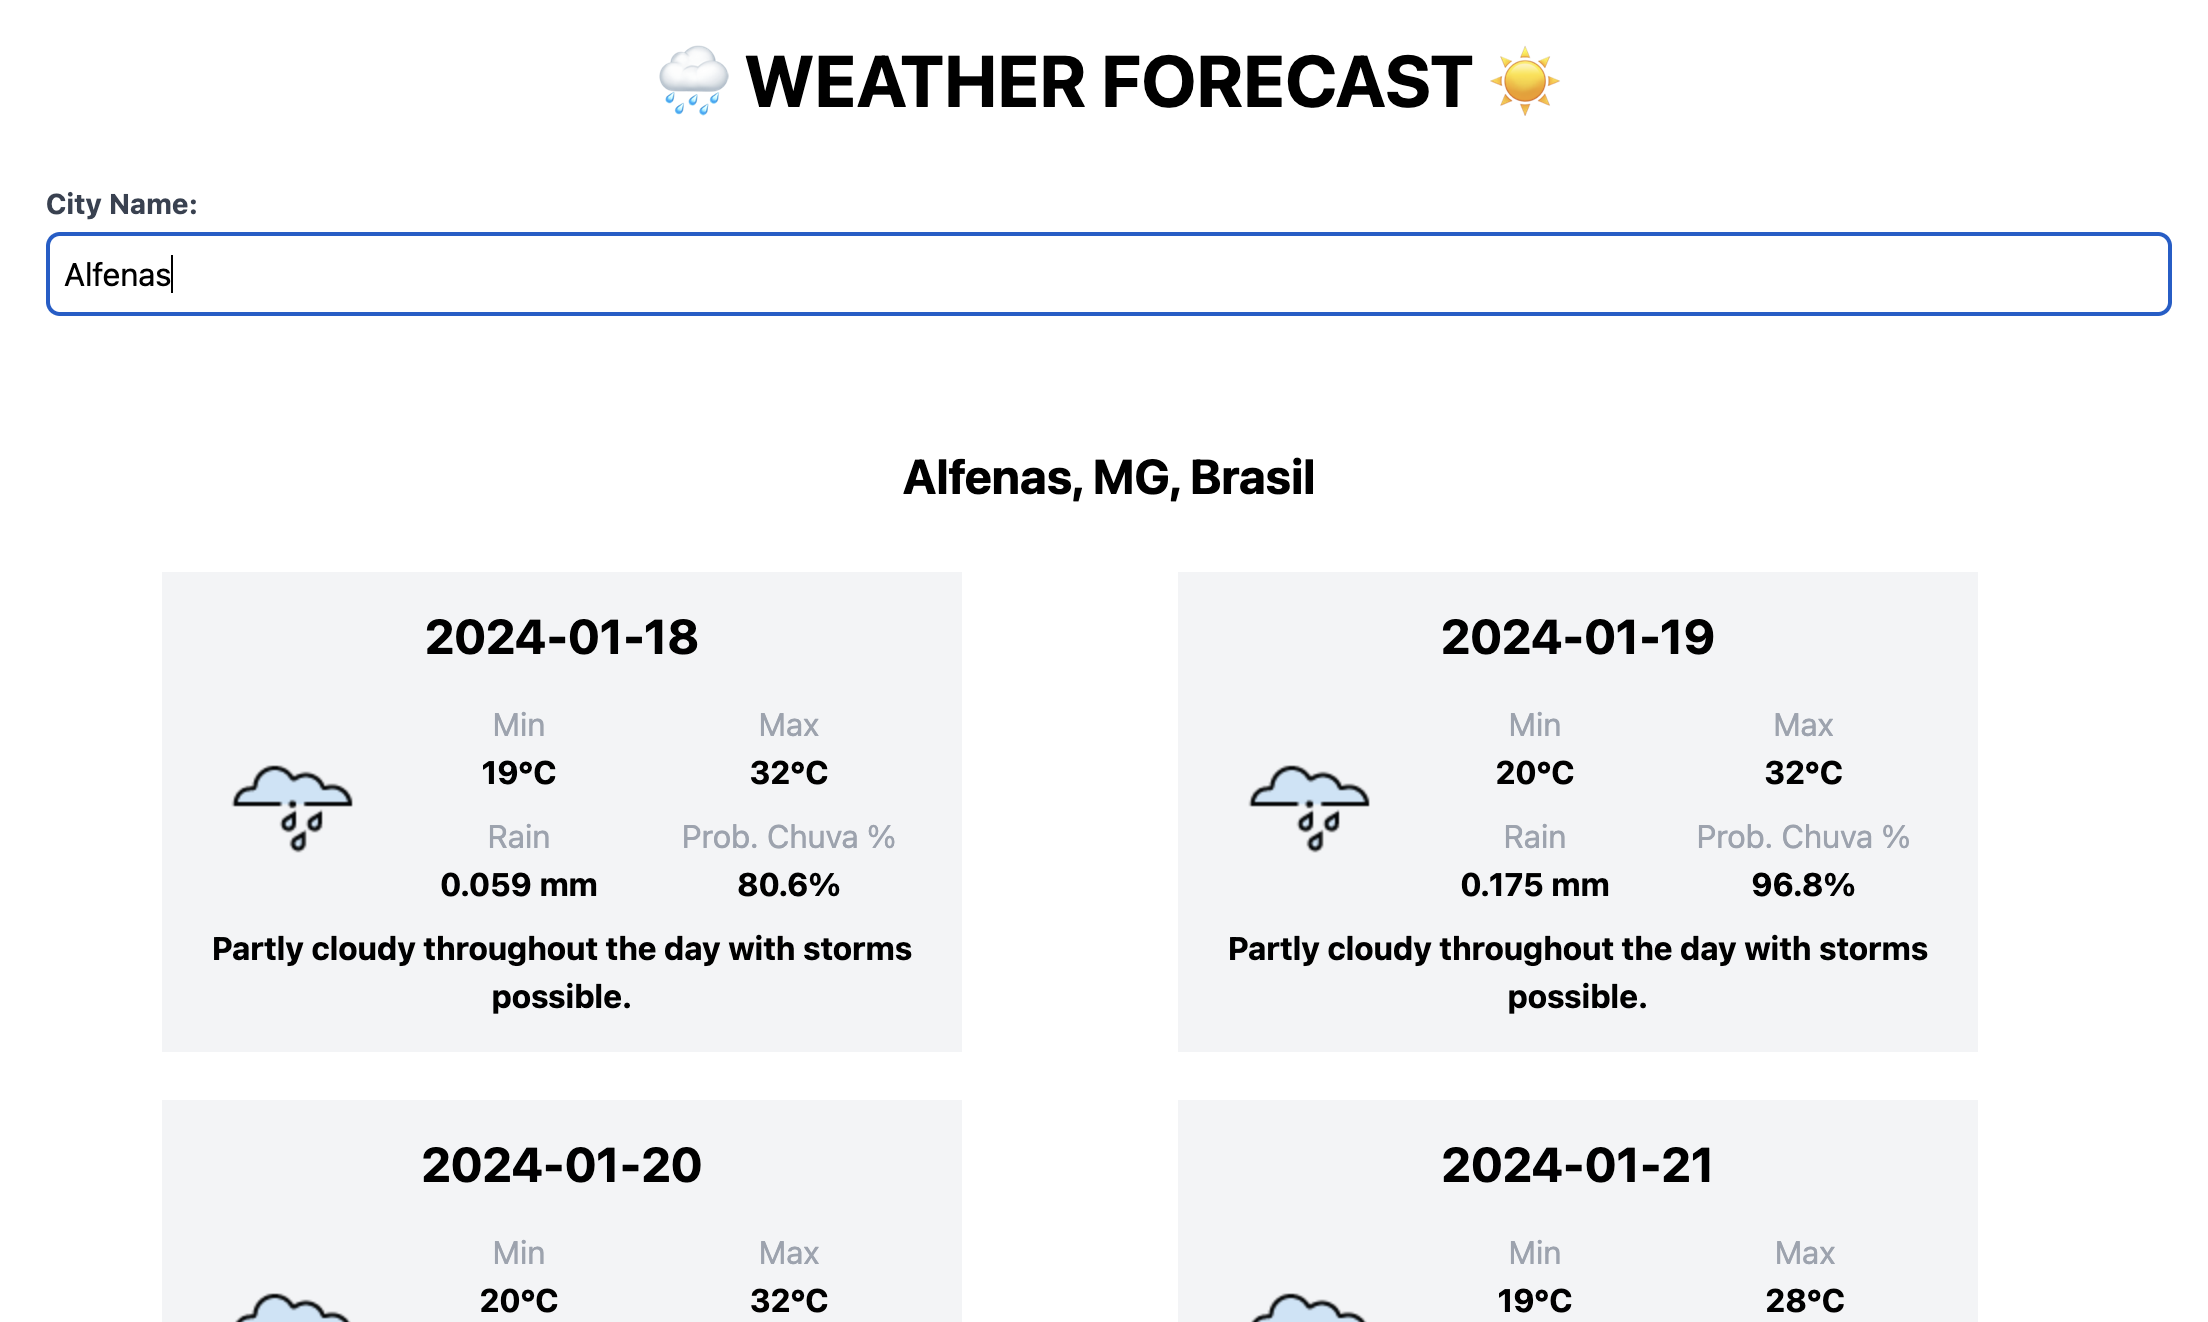 WEATHER FORECAST
City Name:
Alfenas
Alfenas, MG, Brasil
2024-01-18
Min Max
19°C 32°C
Rain Prob. Chuva %
0.059 mm 80.6%
Partly cloudy throughout the day with storms
possible.
2024-01-19
Min Max
20°C 32°C
Rain Prob. Chuva %
0.175 mm 96.8%
Partly cloudy throughout the day with storms
possible.
2024-01-20
Min Max
20°C 32°C
2024-01-21
Min Max
19°C 28°C